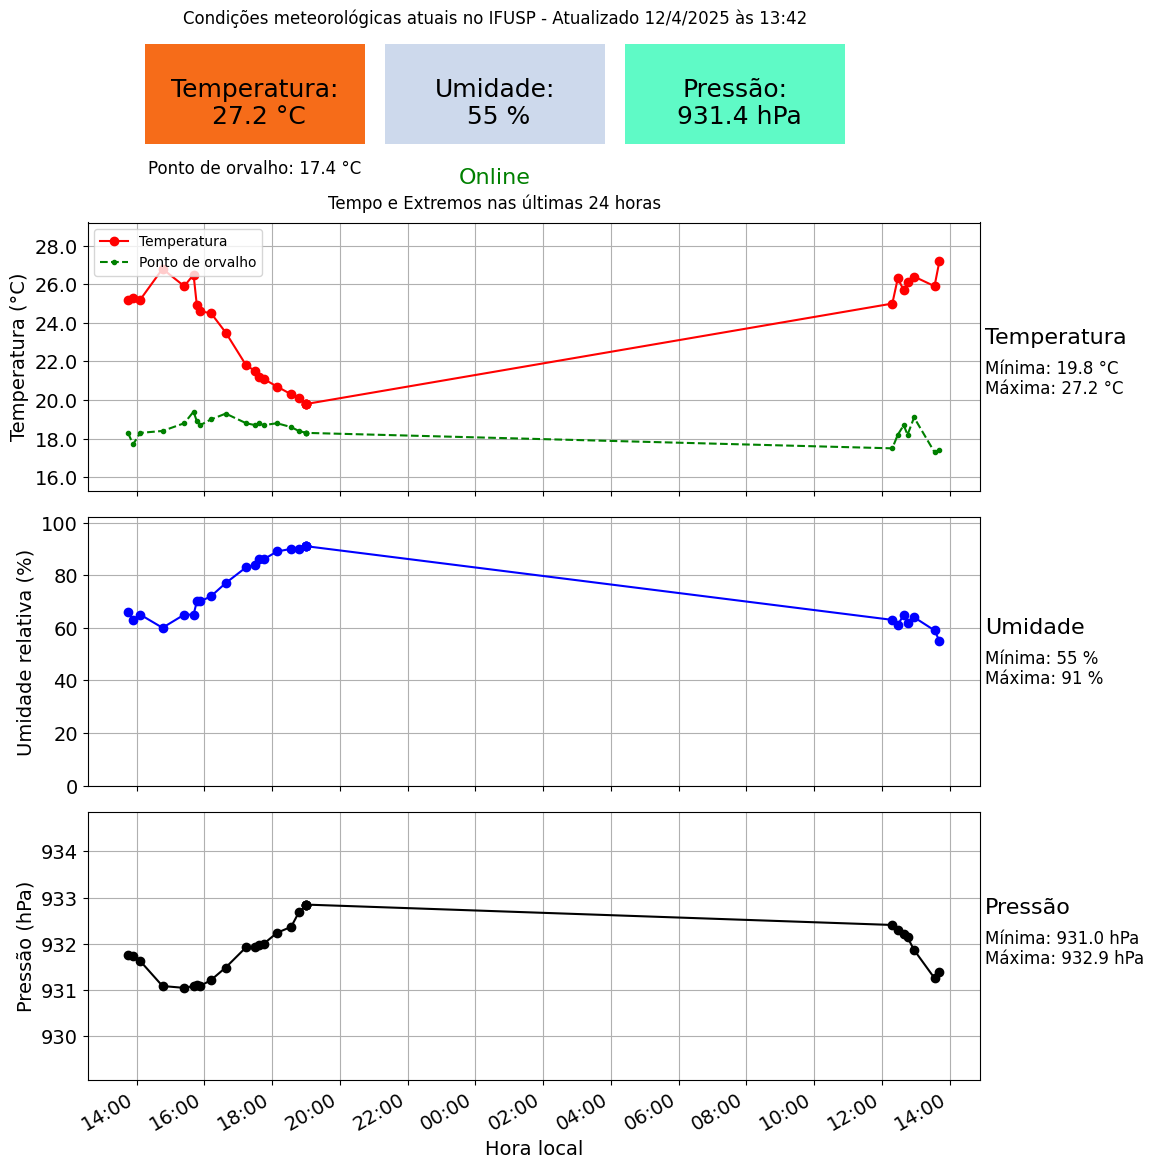 Condições meteorológicas atuais no IFUSP - Atualizado 12/4/2025 às 13:42
Temperatura:
27.2 °C
Umidade:
55 %
Pressão:
931.4 hPa
Ponto de orvalho: 17.4 °C
Online
Tempo e Extremos nas últimas 24 horas
Temperatura
Ponto de orvalho
Temperatura (°C)
28.0
26.0
24.0
22.0
20.0
18.0
16.0
Temperatura
Mínima: 19.8 °C
Máxima: 27.2 °C
Umidade relativa (%)
100
80
60
40
20
0
Umidade
Mínima: 55 %
Máxima: 91 %
Pressão (hPa)
934
933
932
931
930
Pressão
Mínima: 931.0 hPa
Máxima: 932.9 hPa
14:00
16:00
18:00
20:00
22:00
00:00
02:00
04:00
06:00
08:00
10:00
12:00
14:00
Hora local